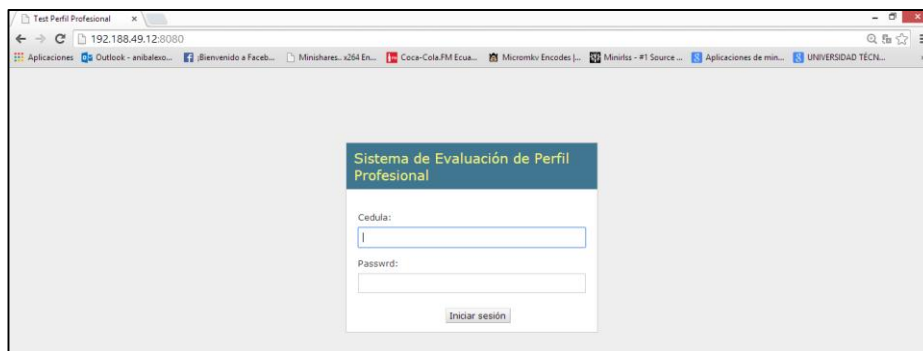 Test Perfil Profesional
192.188.49.12:8080
Aplicaciones Outlook - anibalexo... ¡Bienvenido a Faceb... Minishares.. x264 En... Coca-Cola.FM Ecua... Micromkv Encodes |... Minirlss - #1 Source ... Aplicaciones de min... UNIVERSIDAD TÉCN...
Sistema de Evaluación de Perfil
Profesional
Cedula:
Passwrd:
Iniciar sesión